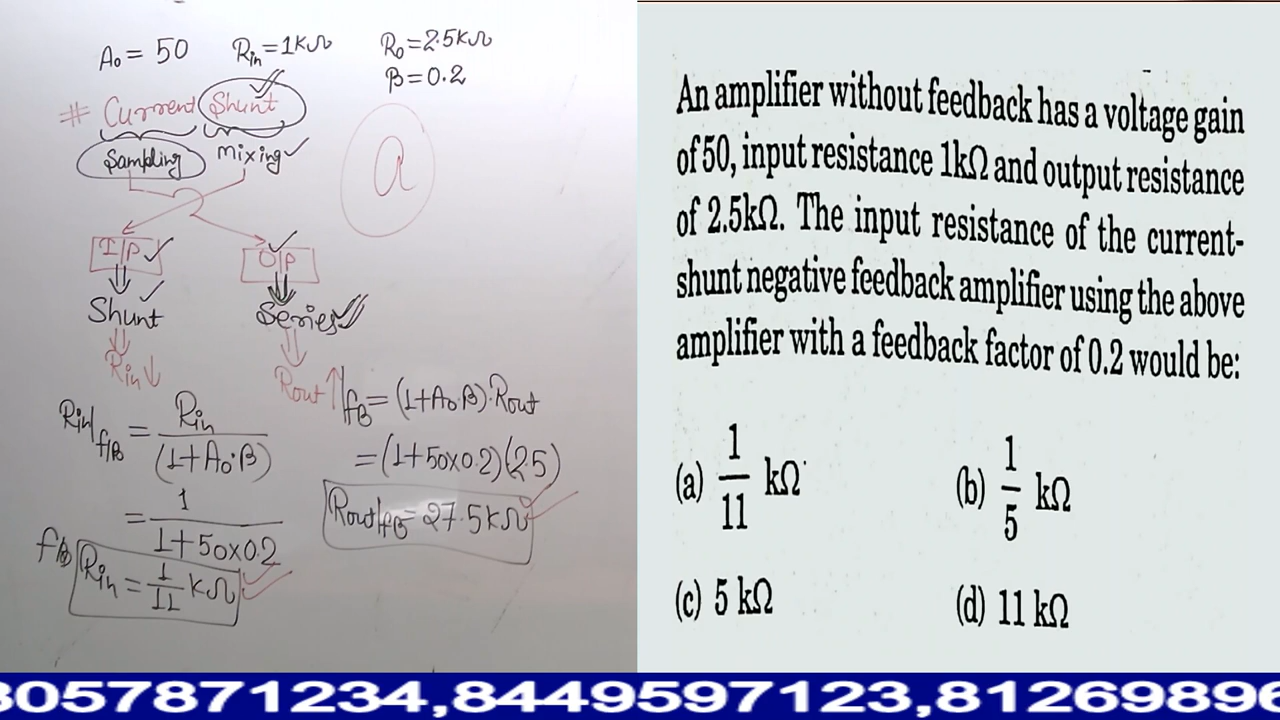 A₀ = 50 Rin = 1kΩ R₀ = 2.5kΩ
β = 0.2
# Current Shunt
Sampling mixing
a
I/P O/P
Shunt Series
Rin↓ Rout↑
Rin|f/B = Rin/(1+A₀·β)
Rout↑|fB = (1+A₀·β)·Rout
= 1/(1+50×0.2)
= (1+50×0.2)(2.5)
f/B Rin = 1/11 kΩ
Rout|fB = 27.5kΩ
An amplifier without feedback has a voltage gain
of 50, input resistance 1kΩ and output resistance
of 2.5kΩ. The input resistance of the current-
shunt negative feedback amplifier using the above
amplifier with a feedback factor of 0.2 would be:
(a) 1/11 kΩ (b) 1/5 kΩ
(c) 5 kΩ (d) 11 kΩ
8057871234,8449597123,81269896